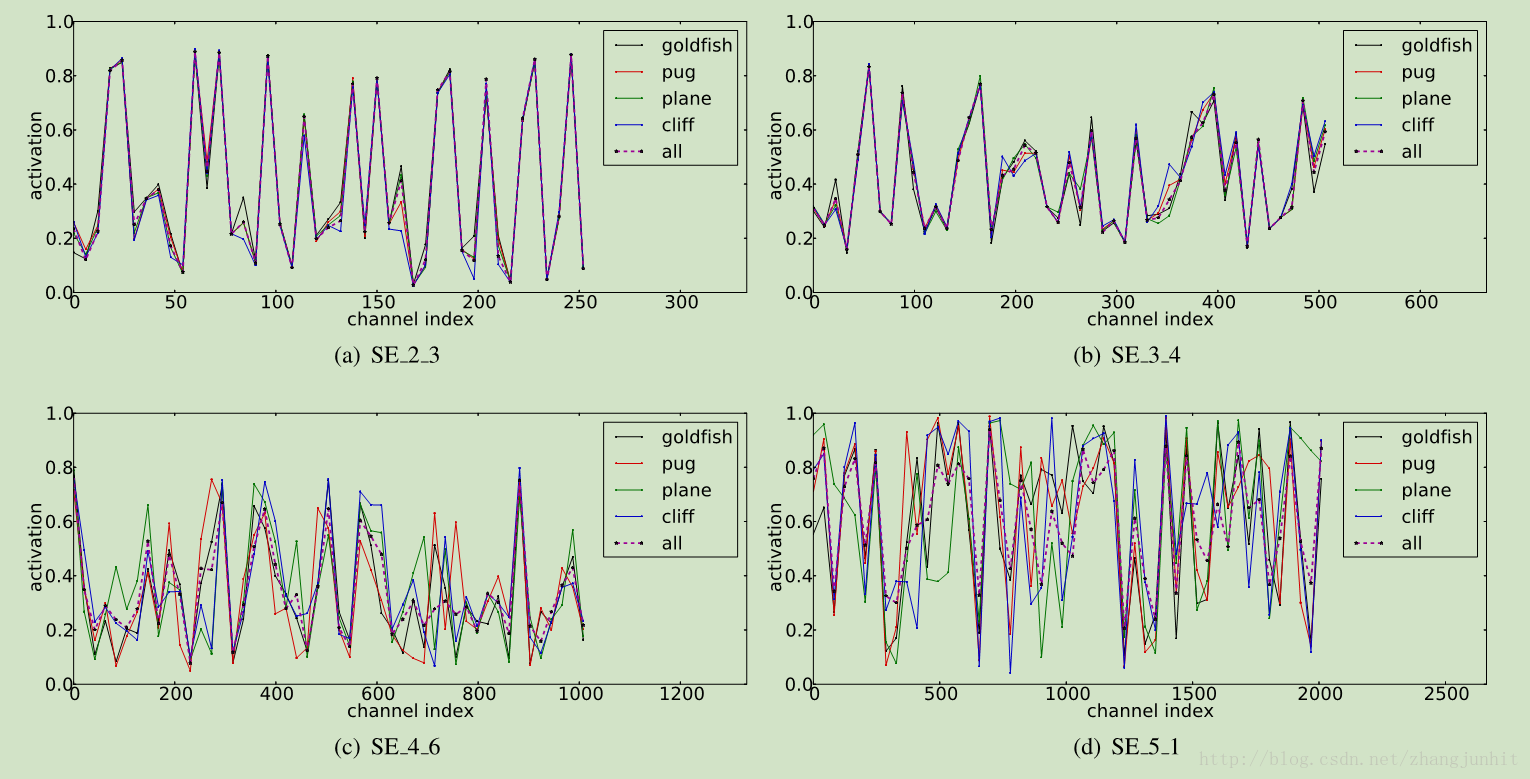 activation
1.0
0.8
0.6
0.4
0.2
0.0
0 50 100 150 200 250 300
channel index
goldfish
pug
plane
cliff
all
(a) SE_2_3
activation
1.0
0.8
0.6
0.4
0.2
0.0
0 100 200 300 400 500 600
channel index
goldfish
pug
plane
cliff
all
(b) SE_3_4
activation
1.0
0.8
0.6
0.4
0.2
0.0
0 200 400 600 800 1000 1200
channel index
goldfish
pug
plane
cliff
all
(c) SE_4_6
activation
1.0
0.8
0.6
0.4
0.2
0.0
0 500 1000 1500 2000 2500
channel index
goldfish
pug
plane
cliff
all
(d) SE_5_1
http://blog.csdn.net/zhangjunhit